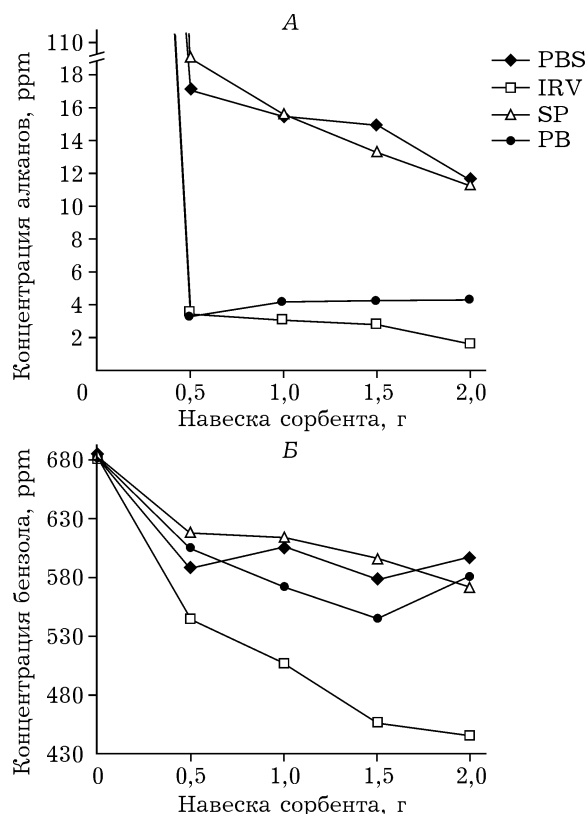 А
Концентрация алканов, ppm
110
18
16
14
12
10
8
6
4
2
0
0,5
1,0
1,5
2,0
Навеска сорбента, г
PBS
IRV
SP
PB
Б
Концентрация бензола, ppm
680
630
580
530
480
430
0
0,5
1,0
1,5
2,0
Навеска сорбента, г